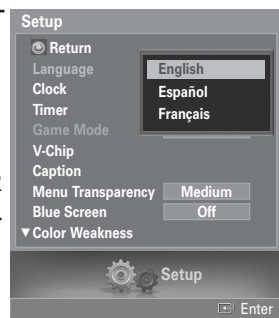 Setup
Return
Language English
Clock Español
Timer Français
Game Mode
V-Chip
Caption
Menu Transparency Medium
Blue Screen Off
▼Color Weakness
Setup
Enter